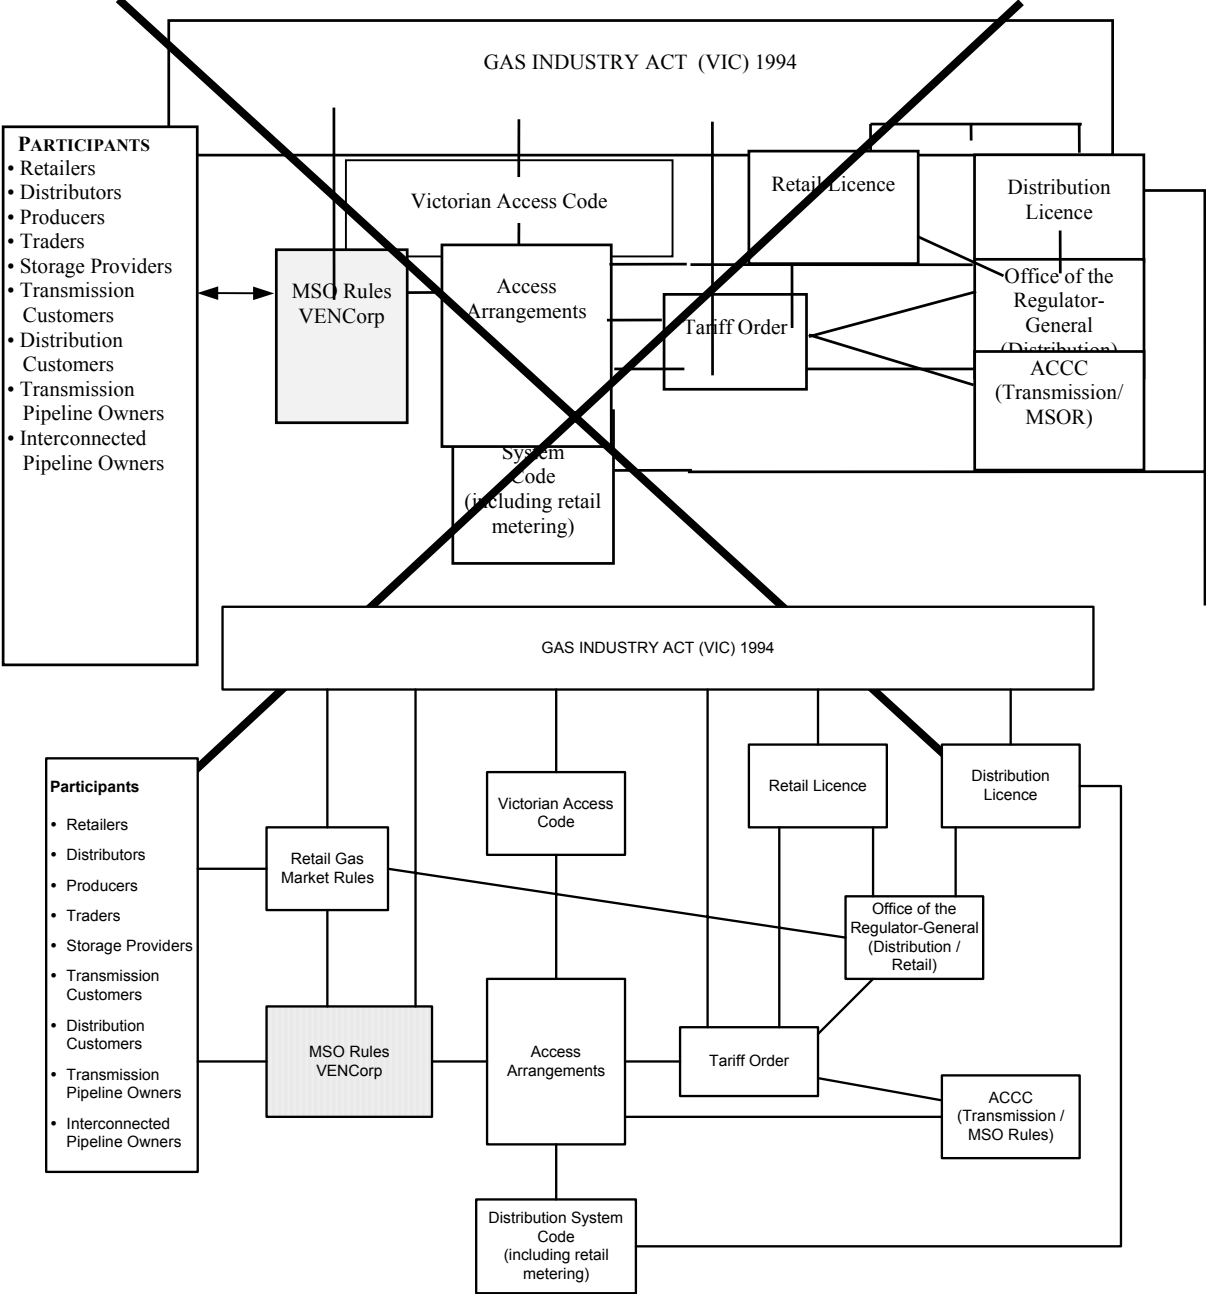 GAS INDUSTRY ACT (VIC) 1994
PARTICIPANTS
• Retailers
• Distributors
• Producers
• Traders
• Storage Providers
• Transmission
Customers
• Distribution
Customers
• Transmission
Pipeline Owners
• Interconnected
Pipeline Owners
Victorian Access Code
Retail Licence
Distribution
Licence
MSO Rules
VENCorp
Access
Arrangements
Tariff Order
Office of the
Regulator-
General
(Distribution)
ACCC
(Transmission/
MSOR)
System
Code
(including retail
metering)
GAS INDUSTRY ACT (VIC) 1994
Participants
• Retailers
• Distributors
• Producers
• Traders
• Storage Providers
• Transmission
Customers
• Distribution
Customers
• Transmission
Pipeline Owners
• Interconnected
Pipeline Owners
Retail Gas
Market Rules
Victorian Access
Code
Retail Licence
Distribution
Licence
Office of the
Regulator-General
(Distribution /
Retail)
MSO Rules
VENCorp
Access
Arrangements
Tariff Order
ACCC
(Transmission /
MSO Rules)
Distribution System
Code
(including retail
metering)